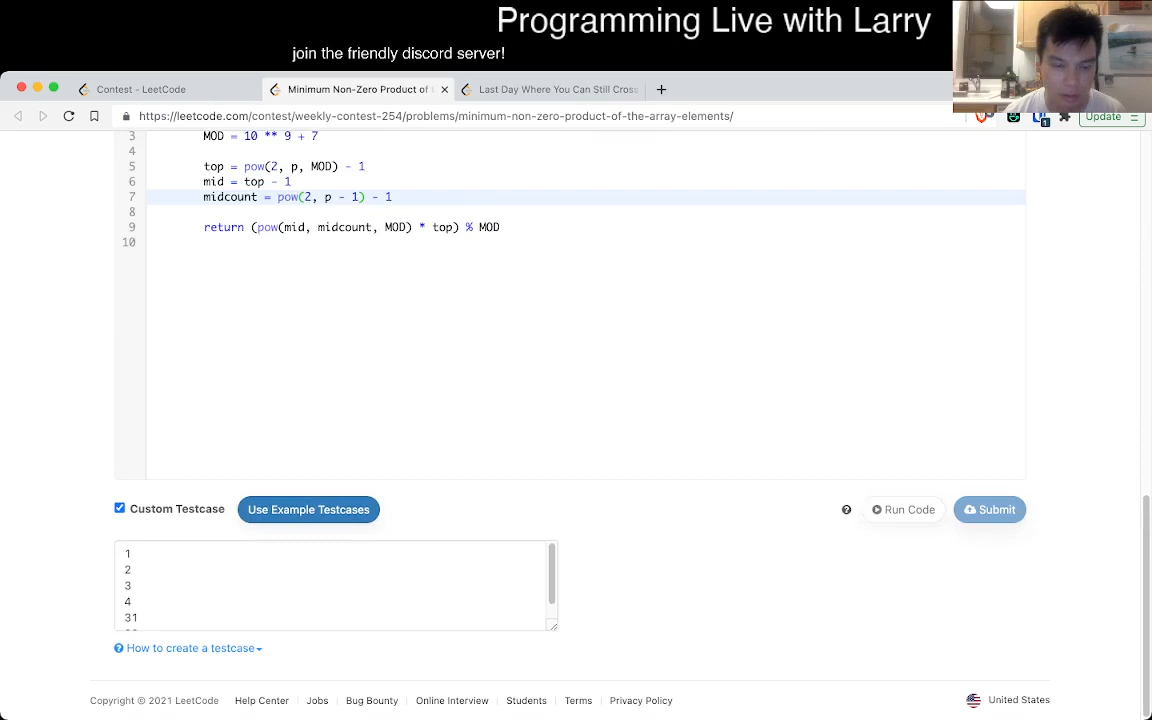 Programming Live with Larry
join the friendly discord server!
Contest - LeetCode
Minimum Non-Zero Product of
Last Day Where You Can Still Cross
https://leetcode.com/contest/weekly-contest-254/problems/minimum-non-zero-product-of-the-array-elements/
Update
3 MOD = 10 ** 9 + 7
4
5 top = pow(2, p, MOD) - 1
6 mid = top - 1
7 midcount = pow(2, p - 1) - 1
8
9 return (pow(mid, midcount, MOD) * top) % MOD
10
Custom Testcase
Use Example Testcases
Run Code
Submit
1
2
3
4
31
How to create a testcase
Copyright © 2021 LeetCode
Help Center
Jobs
Bug Bounty
Online Interview
Students
Terms
Privacy Policy
United States